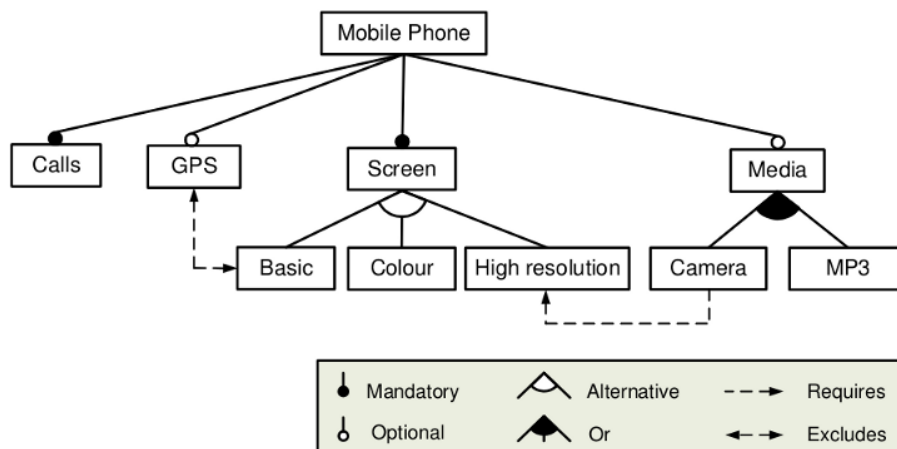 Mobile Phone
Calls
GPS
Screen
Media
Basic
Colour
High resolution
Camera
MP3
Mandatory
Alternative
Requires
Optional
Or
Excludes